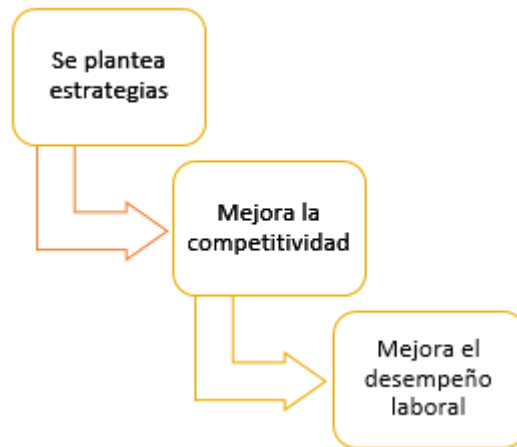 Se plantea
estrategias
Mejora la
competitividad
Mejora el
desempeño
laboral